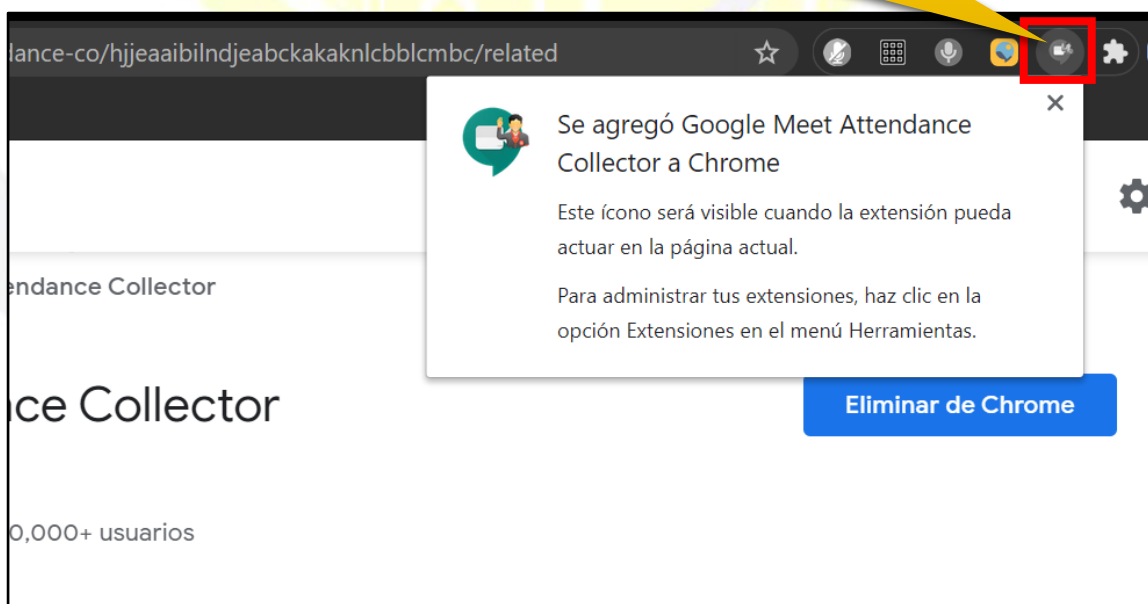 dance-co/hjjeaaibilndjeabckakaknlcbblcmbc/related
Se agregó Google Meet Attendance
Collector a Chrome
Este ícono será visible cuando la extensión pueda
actuar en la página actual.
Para administrar tus extensiones, haz clic en la
opción Extensiones en el menú Herramientas.
endance Collector
ce Collector
Eliminar de Chrome
0,000+ usuarios